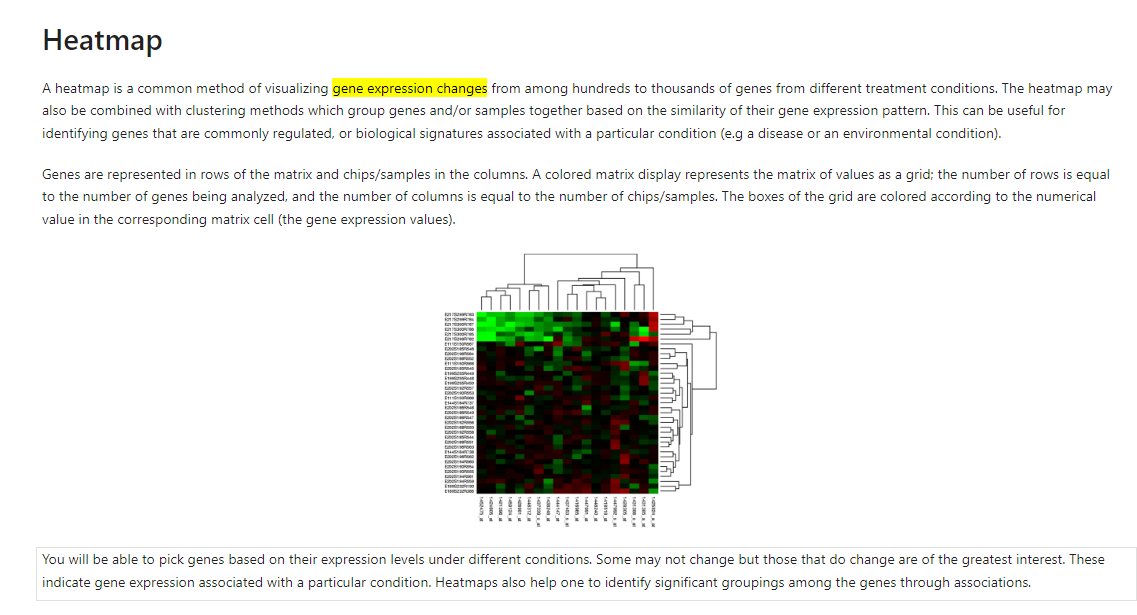 Heatmap
A heatmap is a common method of visualizing gene expression changes from among hundreds to thousands of genes from different treatment conditions. The heatmap may
also be combined with clustering methods which group genes and/or samples together based on the similarity of their gene expression pattern. This can be useful for
identifying genes that are commonly regulated, or biological signatures associated with a particular condition (e.g a disease or an environmental condition).
Genes are represented in rows of the matrix and chips/samples in the columns. A colored matrix display represents the matrix of values as a grid; the number of rows is equal
to the number of genes being analyzed, and the number of columns is equal to the number of chips/samples. The boxes of the grid are colored according to the numerical
value in the corresponding matrix cell (the gene expression values).
You will be able to pick genes based on their expression levels under different conditions. Some may not change but those that do change are of the greatest interest. These
indicate gene expression associated with a particular condition. Heatmaps also help one to identify significant groupings among the genes through associations.